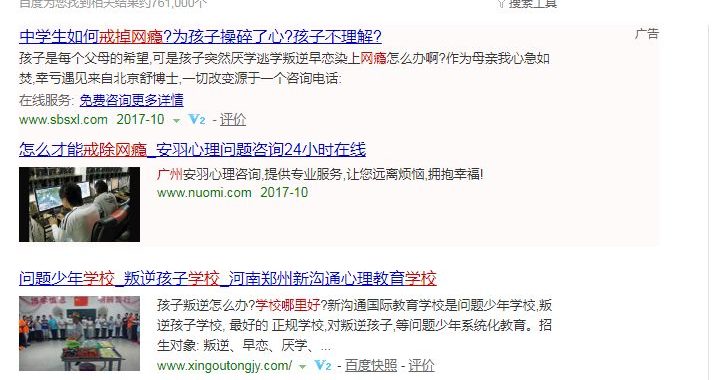 百度为您找到相关结果约761,000个
搜索工具
中学生如何戒掉网瘾?为孩子操碎了心?孩子不理解?
广告
孩子是每个父母的希望,可是孩子突然厌学逃学叛逆早恋染上网瘾怎么办啊?作为母亲我心急如
焚,幸亏遇见来自北京舒博士,一切改变源于一个咨询电话:
在线服务: 免费咨询更多详情
www.sbsxl.com 2017-10 V2 - 评价
怎么才能戒除网瘾_安羽心理问题咨询24小时在线
广州安羽心理咨询,提供专业服务,让您远离烦恼,拥抱幸福!
www.nuomi.com 2017-10
问题少年学校_叛逆孩子学校_河南郑州新沟通心理教育学校
孩子叛逆怎么办?学校哪里好?新沟通国际教育学校是问题少年学校,叛
逆孩子学校, 最好的 正规学校,对叛逆孩子,等问题少年系统化教育。招
生对象: 叛逆、早恋、厌学、...
www.xingoutongjy.com/ V2 - 百度快照 - 评价